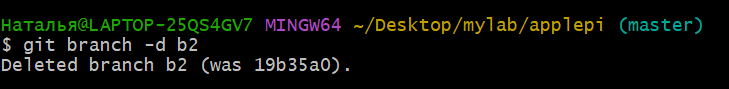 Наталья@LAPTOP-25QS4GV7 MINGW64 ~/Desktop/mylab/applepi (master)
$ git branch -d b2
Deleted branch b2 (was 19b35a0).